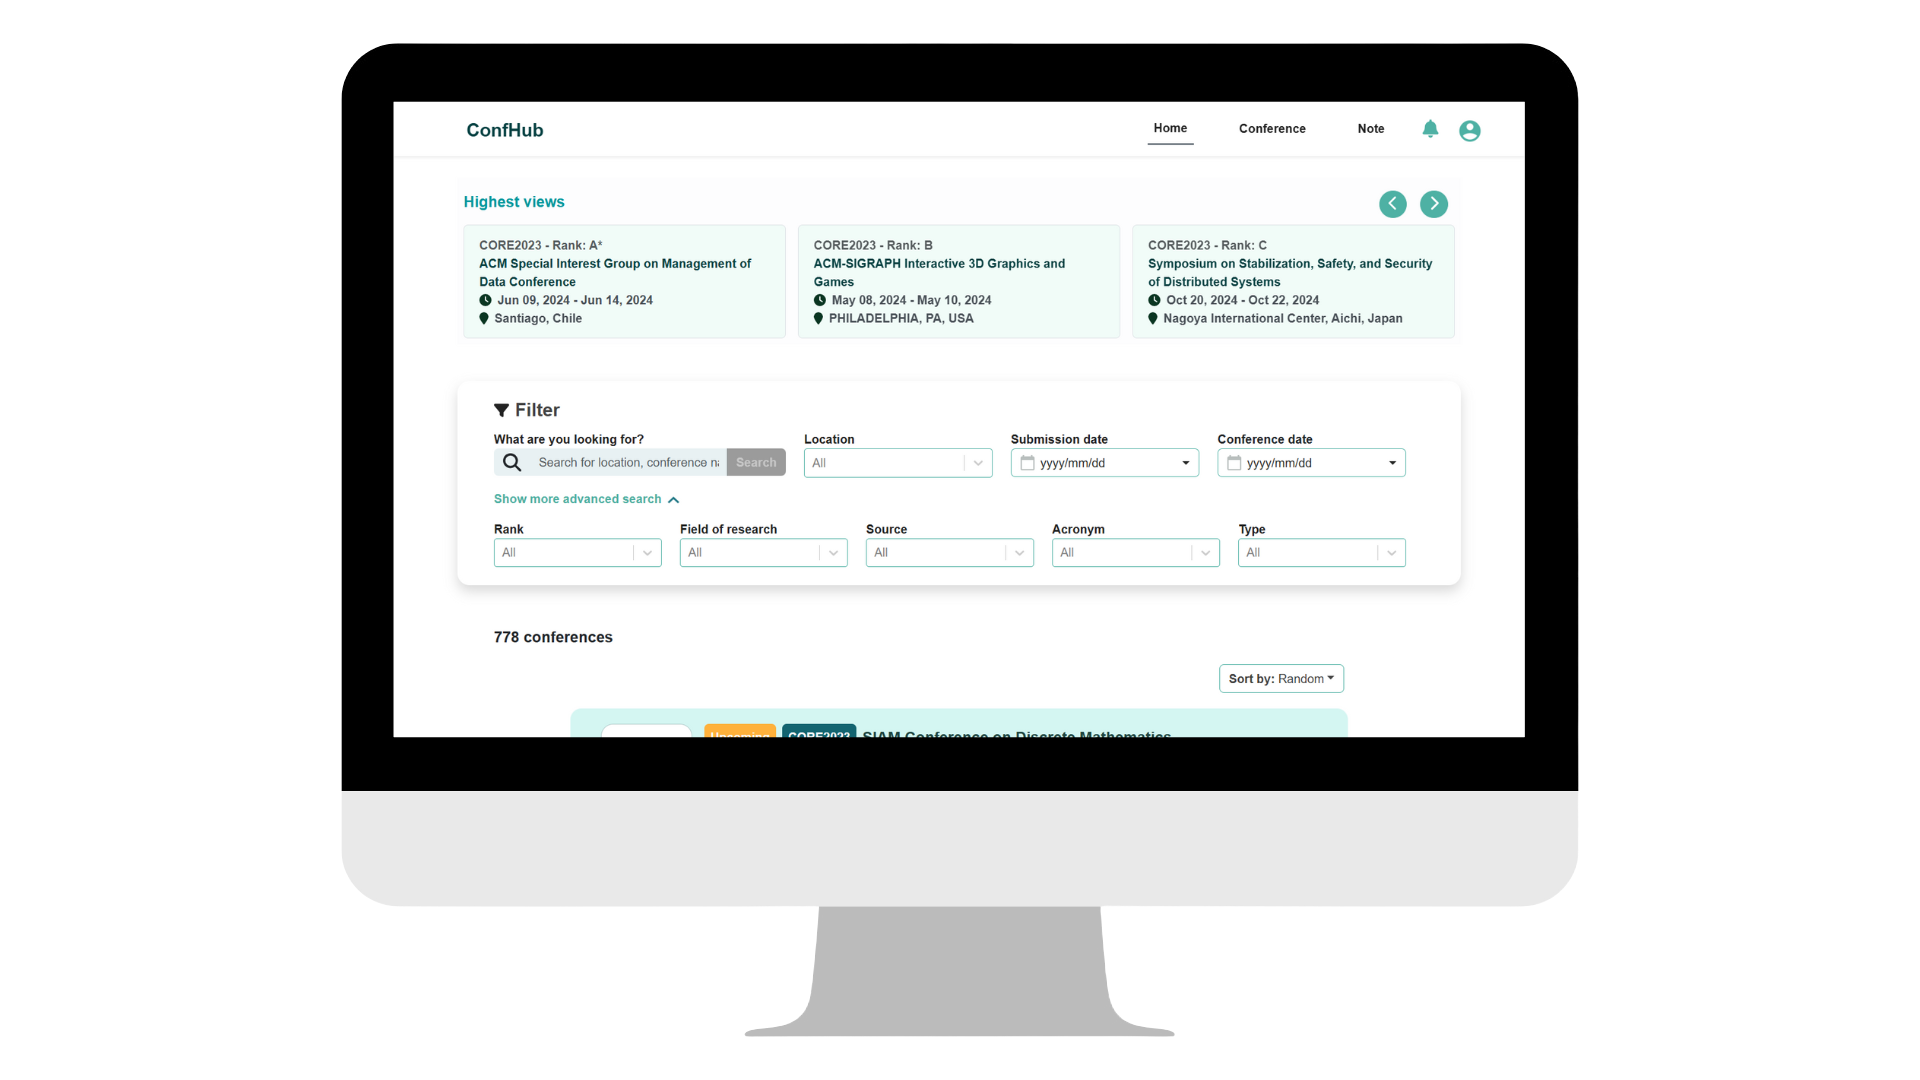 ConfHub
Home
Conference
Note
Highest views
CORE2023 - Rank: A*
ACM Special Interest Group on Management of
Data Conference
Jun 09, 2024 - Jun 14, 2024
Santiago, Chile
CORE2023 - Rank: B
ACM-SIGRAPH Interactive 3D Graphics and
Games
May 08, 2024 - May 10, 2024
PHILADELPHIA, PA, USA
CORE2023 - Rank: C
Symposium on Stabilization, Safety, and Security
of Distributed Systems
Oct 20, 2024 - Oct 22, 2024
Nagoya International Center, Aichi, Japan
Filter
What are you looking for?
Search for location, conference na
Search
Location
All
Submission date
yyyy/mm/dd
Conference date
yyyy/mm/dd
Show more advanced search
Rank
All
Field of research
All
Source
All
Acronym
All
Type
All
778 conferences
Sort by: Random
Upcoming CORE2023 SIAM Conference on Discrete Mathematics